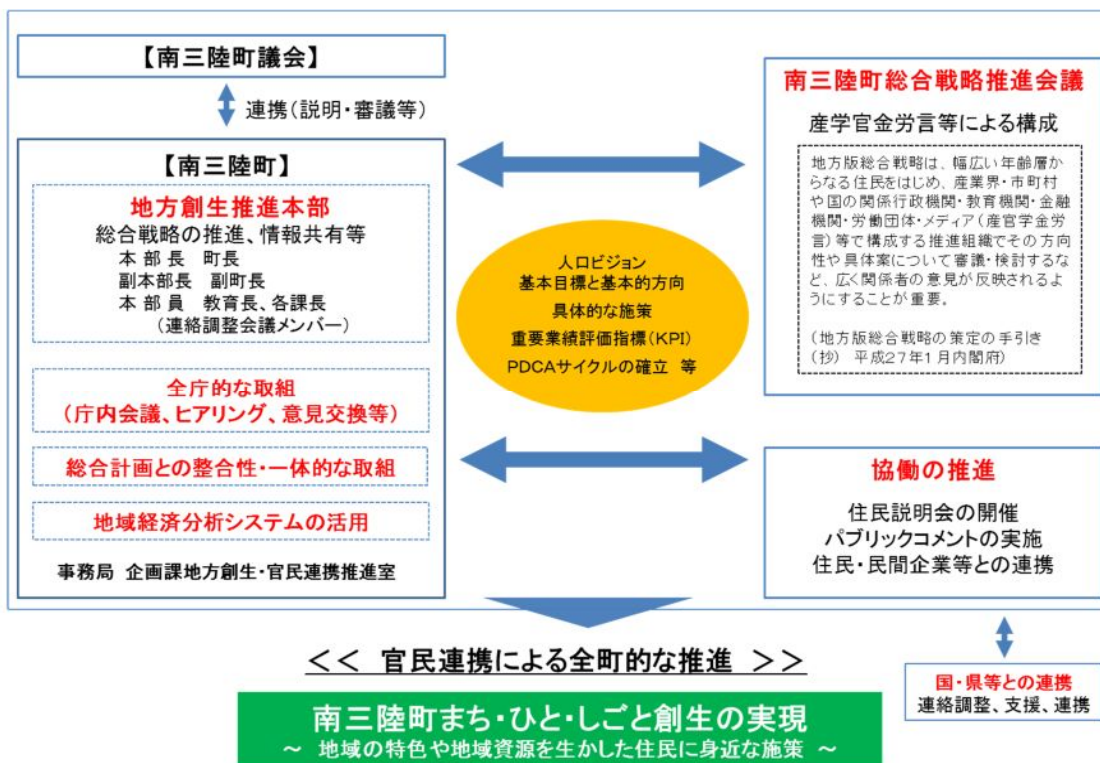 【南三陸町議会】
連携(説明・審議等)
【南三陸町】
地方創生推進本部
総合戦略の推進、情報共有等
本 部 長　町長
副本部長　副町長
本 部 員　教育長、各課長
(連絡調整会議メンバー)
全庁的な取組
(庁内会議、ヒアリング、意見交換等)
総合計画との整合性・一体的な取組
地域経済分析システムの活用
事務局 企画課地方創生・官民連携推進室
人口ビジョン
基本目標と基本的方向
具体的な施策
重要業績評価指標(KPI)
PDCAサイクルの確立 等
南三陸町総合戦略推進会議
産学官金労言等による構成
地方版総合戦略は、幅広い年齢層か
らなる住民をはじめ、産業界・市町村
や国の関係行政機関・教育機関・金融
機関・労働団体・メディア(産官学金労
言)等で構成する推進組織でその方向
性や具体案について審議・検討するな
ど、広く関係者の意見が反映されるよ
うにすることが重要。
(地方版総合戦略の策定の手引き
(抄) 平成27年1月内閣府)
協働の推進
住民説明会の開催
パブリックコメントの実施
住民・民間企業等との連携
国・県等との連携
連絡調整、支援、連携
<< 官民連携による全町的な推進 >>
南三陸町まち・ひと・しごと創生の実現
～ 地域の特色や地域資源を生かした住民に身近な施策 ～